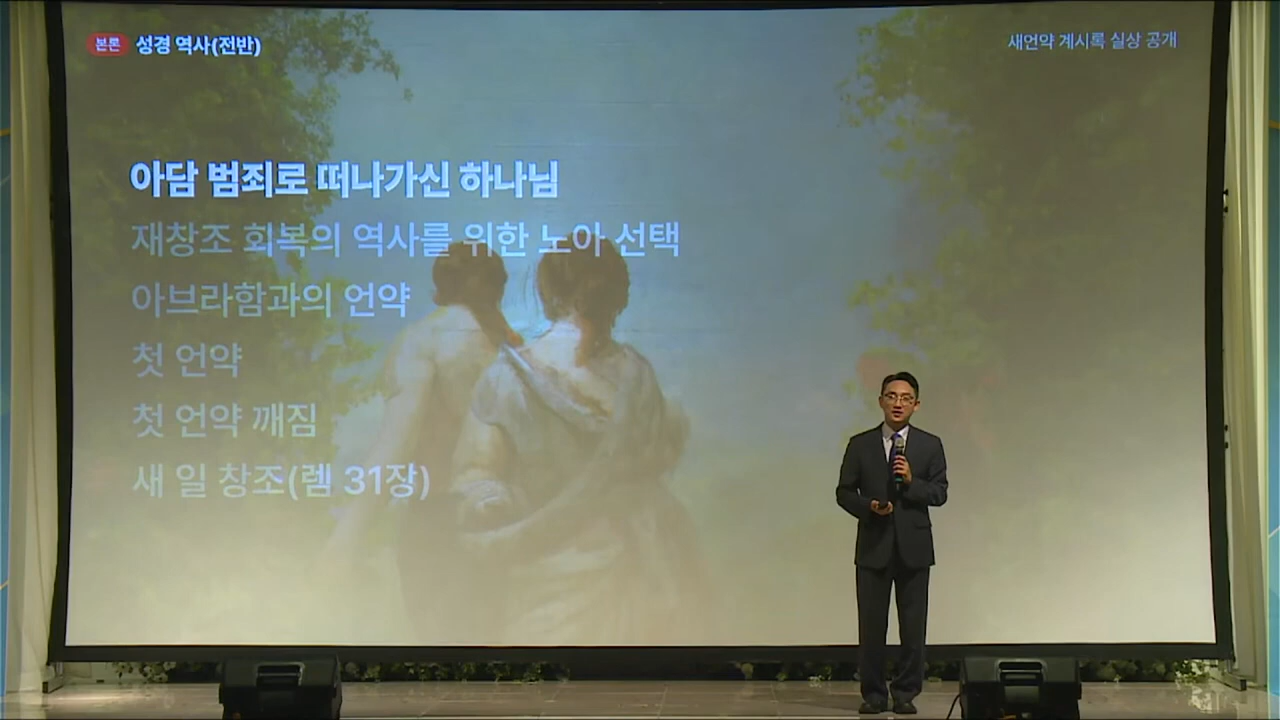 본론 성경 역사(전반)
새언약 계시록 실상 공개
아담 범죄로 떠나가신 하나님
재창조 회복의 역사를 위한 노아 선택
아브라함과의 언약
첫 언약
첫 언약 깨짐
새 일 창조(렘 31장)